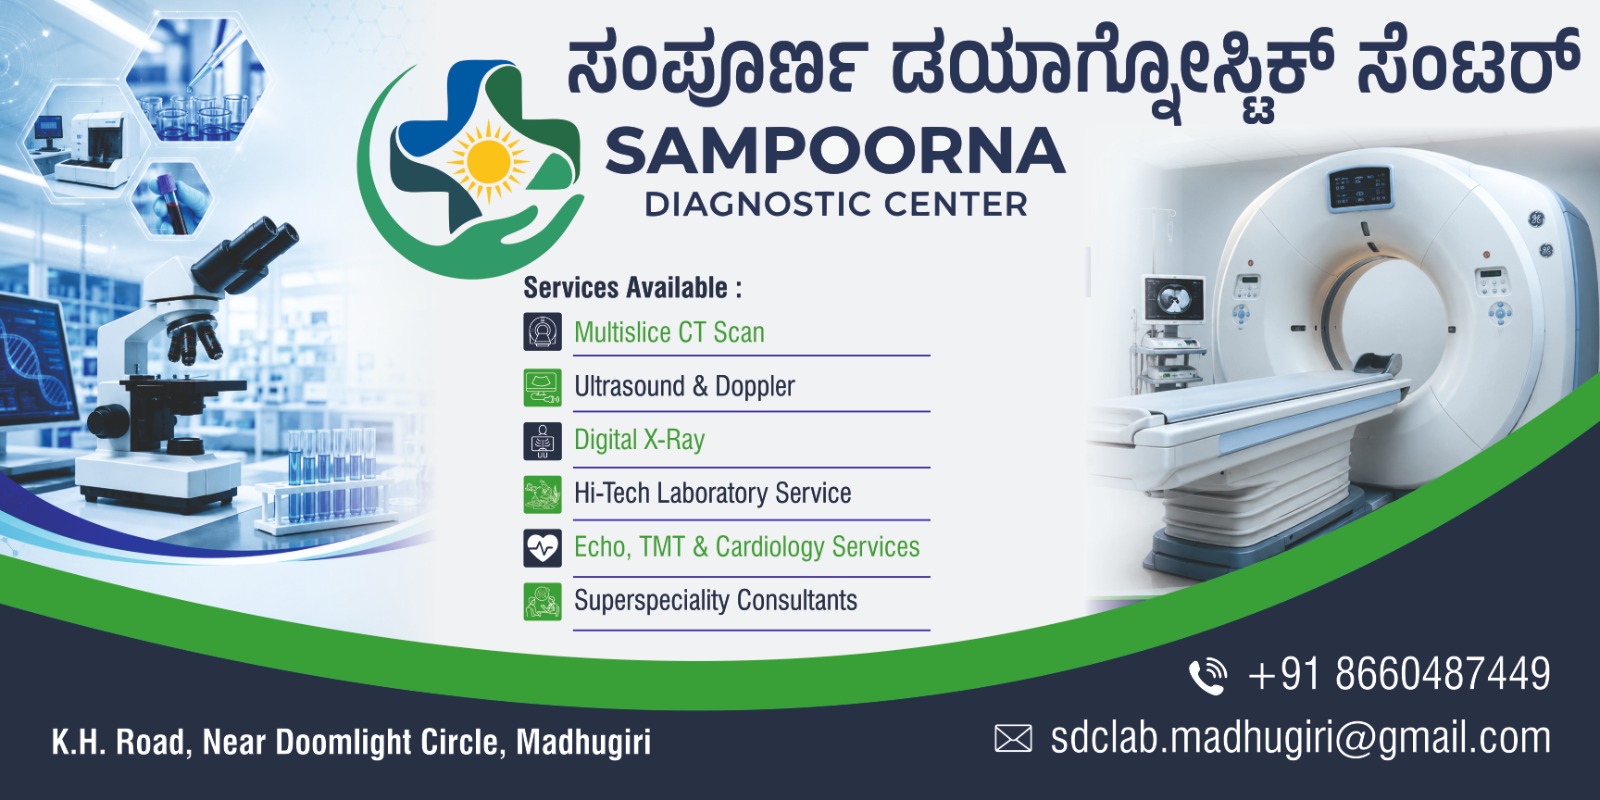 ಸಂಪೂರ್ಣ ಡಯಾಗ್ನೋಸ್ಟಿಕ್ ಸೆಂಟರ್
SAMPOORNA
DIAGNOSTIC CENTER
Services Available :
Multislice CT Scan
Ultrasound & Doppler
Digital X-Ray
Hi-Tech Laboratory Service
Echo, TMT & Cardiology Services
Superspeciality Consultants
+91 8660487449
K.H. Road, Near Doomlight Circle, Madhugiri
sdclab.madhugiri@gmail.com